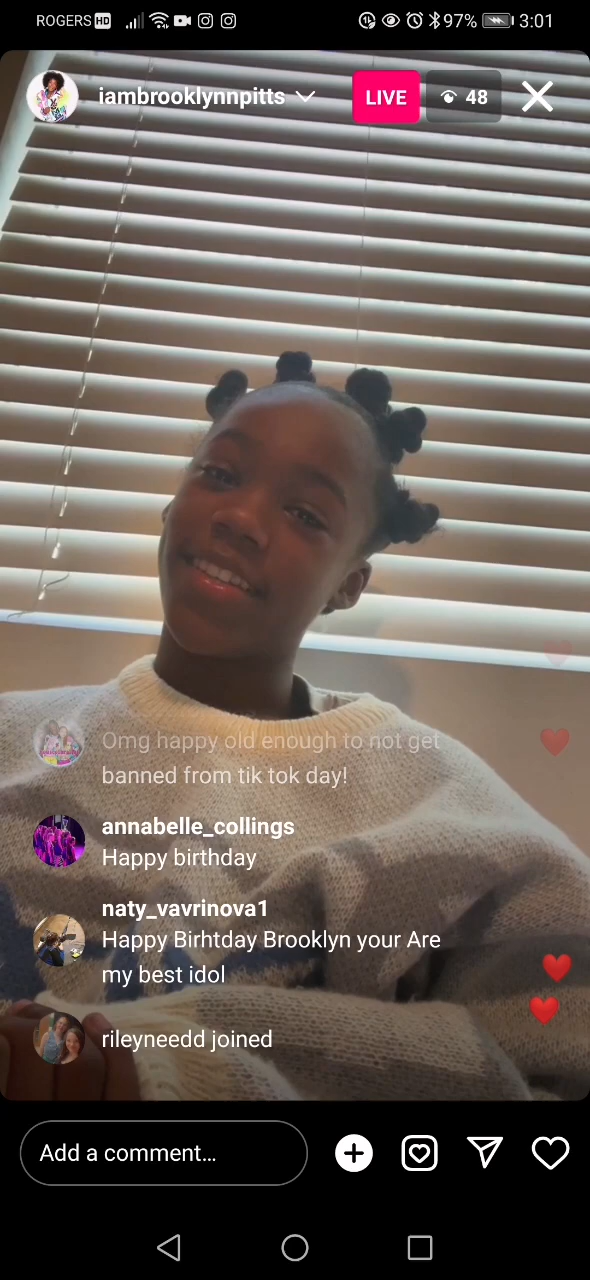 ROGERS HD 97% 3:01
iambrooklynnpitts LIVE 48
Omg happy old enough to not get
banned from tik tok day!
annabelle_collings
Happy birthday
naty_vavrinova1
Happy Birhtday Brooklyn your Are
my best idol
rileyneedd joined
Add a comment...